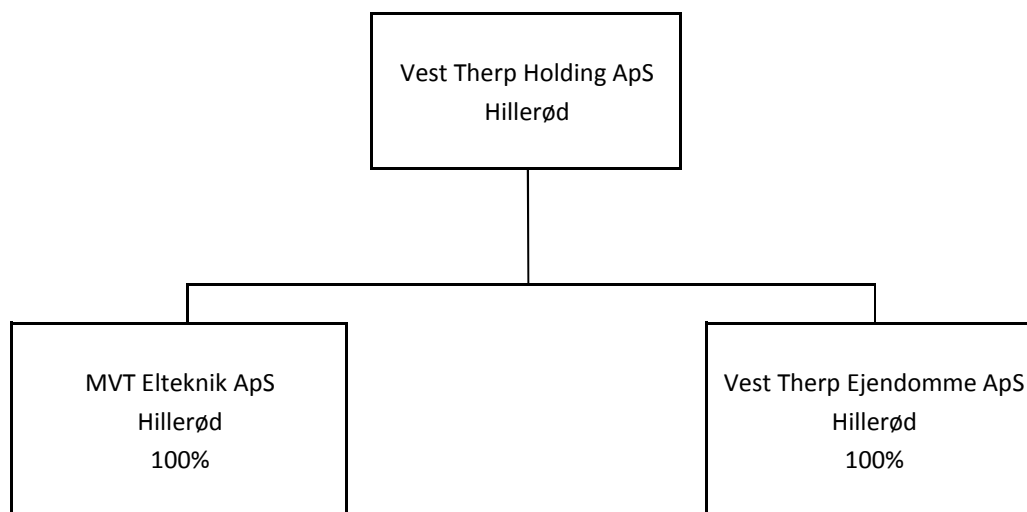 Vest Therp Holding ApS
Hillerød
MVT Elteknik ApS
Hillerød
100%
Vest Therp Ejendomme ApS
Hillerød
100%